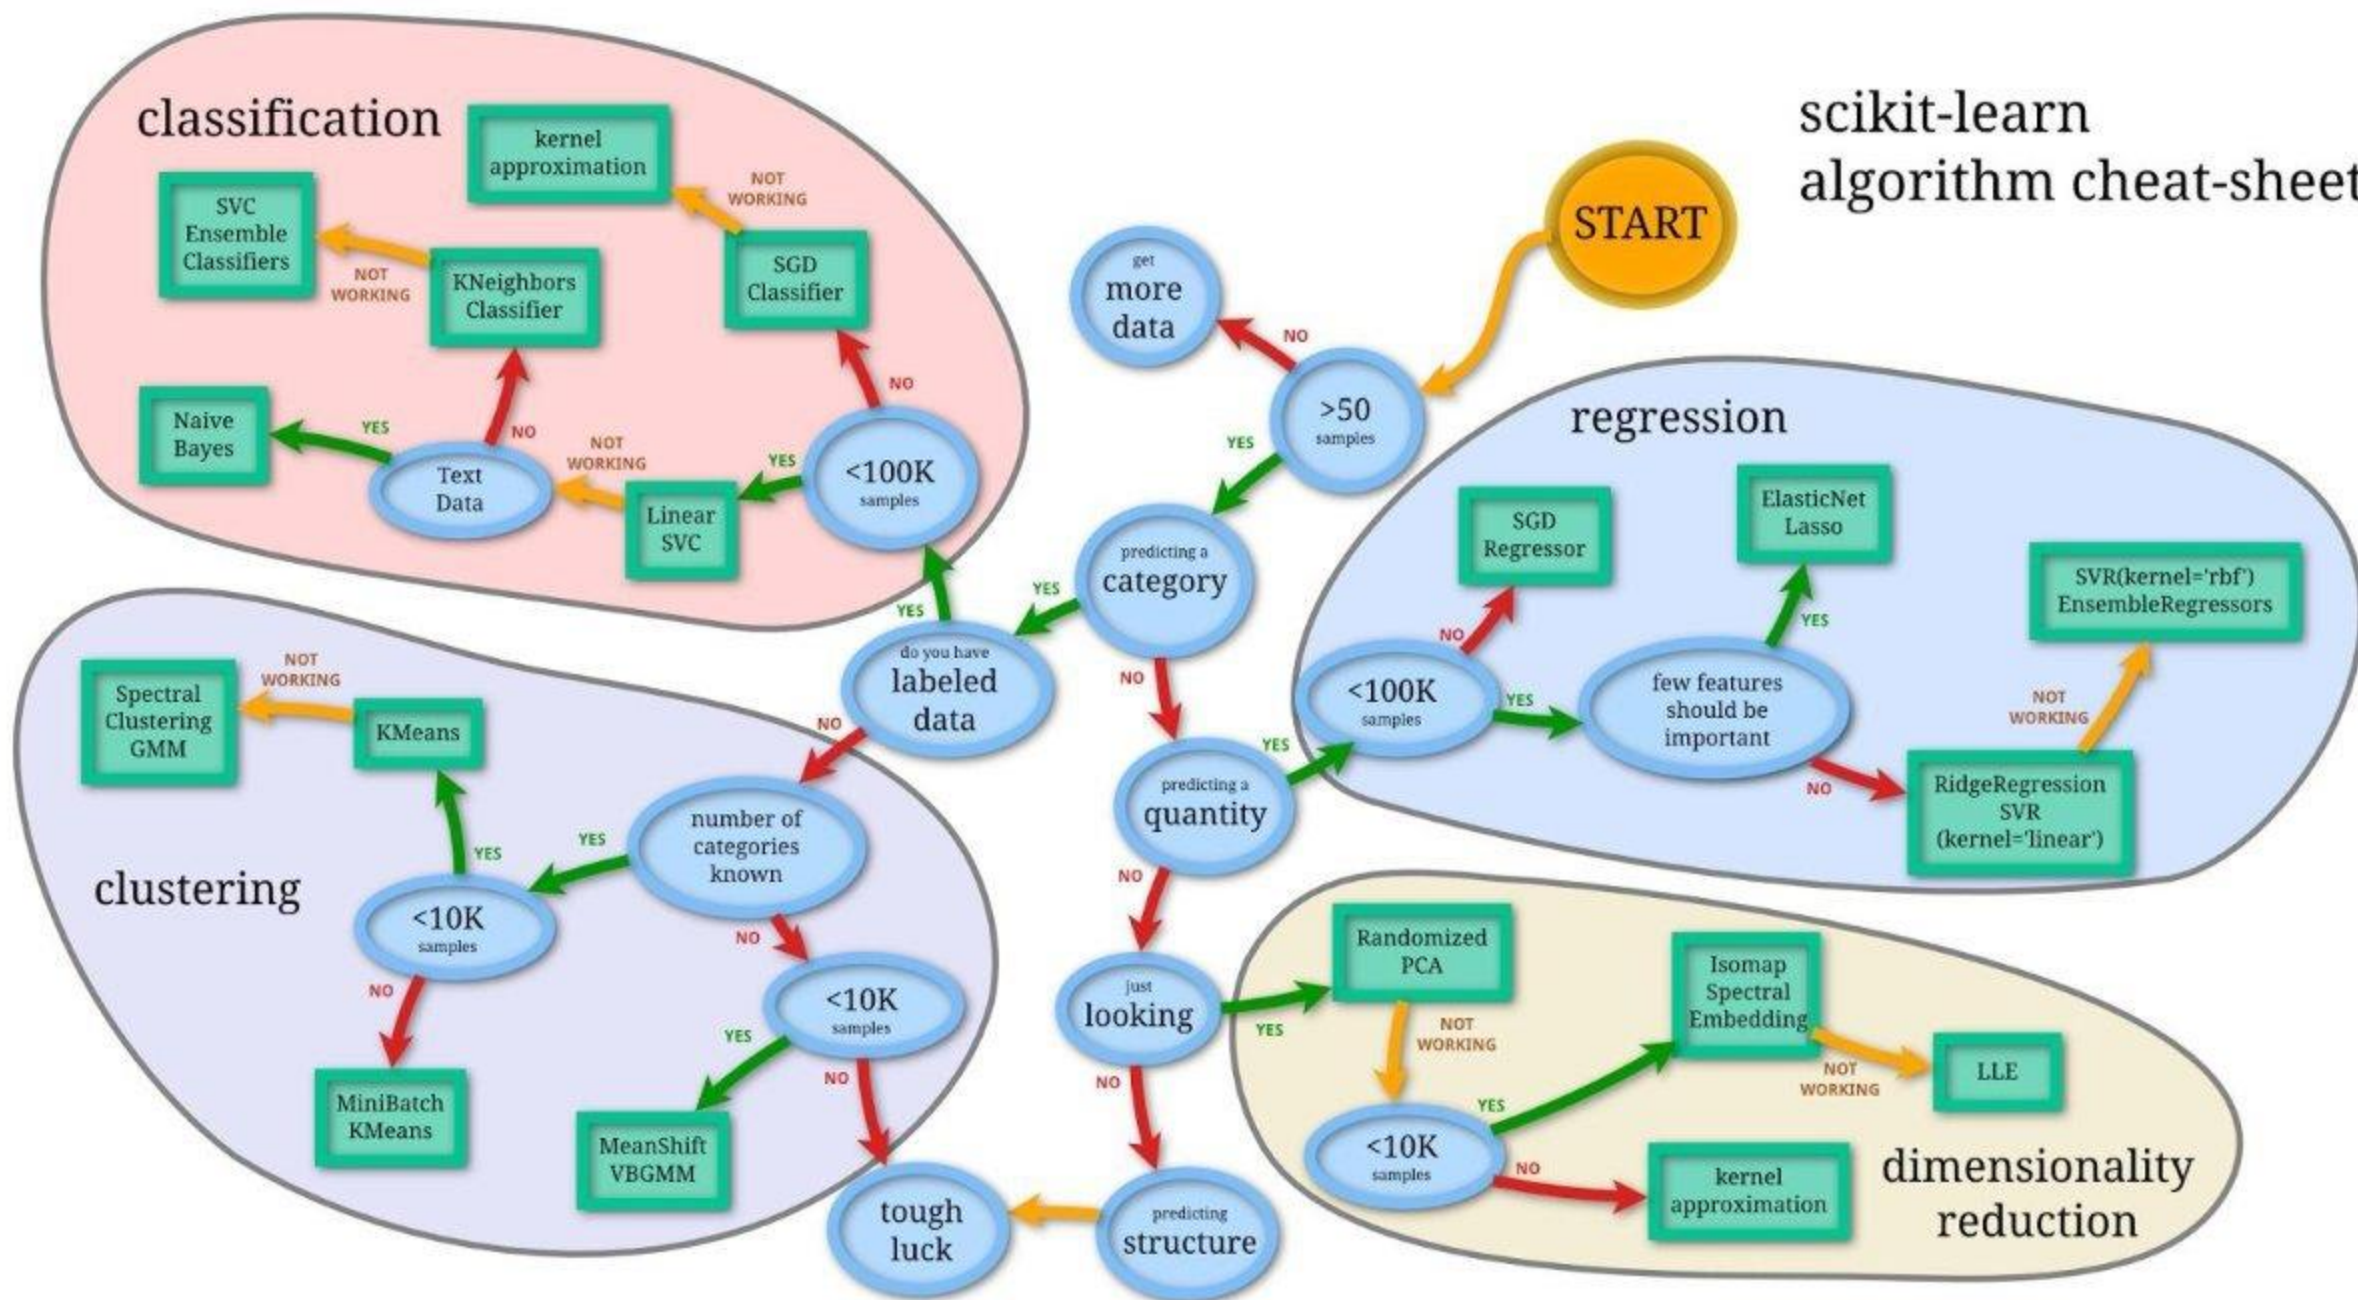 scikit-learn
algorithm cheat-sheet
START
get
more
data
NO
>50
samples
YES
predicting a
category
YES
NO
do you have
labeled
data
YES
NO
predicting a
quantity
YES
NO
just
looking
YES
NO
predicting
structure
tough
luck
classification
kernel
approximation
NOT
WORKING
SVC
Ensemble
Classifiers
NOT
WORKING
KNeighbors
Classifier
SGD
Classifier
NO
Naive
Bayes
YES
NO
Text
Data
NOT
WORKING
Linear
SVC
YES
<100K
samples
regression
SGD
Regressor
ElasticNet
Lasso
SVR(kernel='rbf')
EnsembleRegressors
NO
YES
<100K
samples
YES
few features
should be
important
NOT
WORKING
NO
RidgeRegression
SVR
(kernel='linear')
clustering
Spectral
Clustering
GMM
NOT
WORKING
KMeans
YES
YES
number of
categories
known
<10K
samples
NO
NO
<10K
samples
YES
NO
MiniBatch
KMeans
MeanShift
VBGMM
Randomized
PCA
NOT
WORKING
Isomap
Spectral
Embedding
NOT
WORKING
LLE
YES
<10K
samples
NO
kernel
approximation
dimensionality
reduction